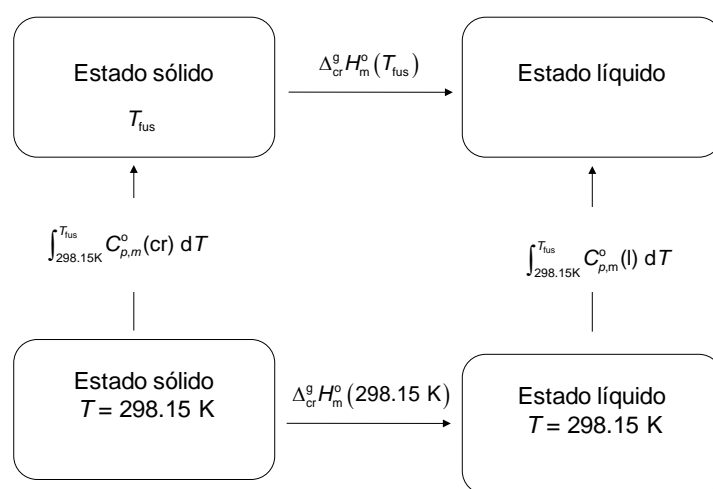 Estado sólido
T_fus
Δ_cr^g H_m^o (T_fus)
Estado líquido
∫_298.15K^T_fus C_p,m^o(cr) dT
∫_298.15K^T_fus C_p,m^o(l) dT
Estado sólido
T = 298.15 K
Δ_cr^g H_m^o (298.15 K)
Estado líquido
T = 298.15 K